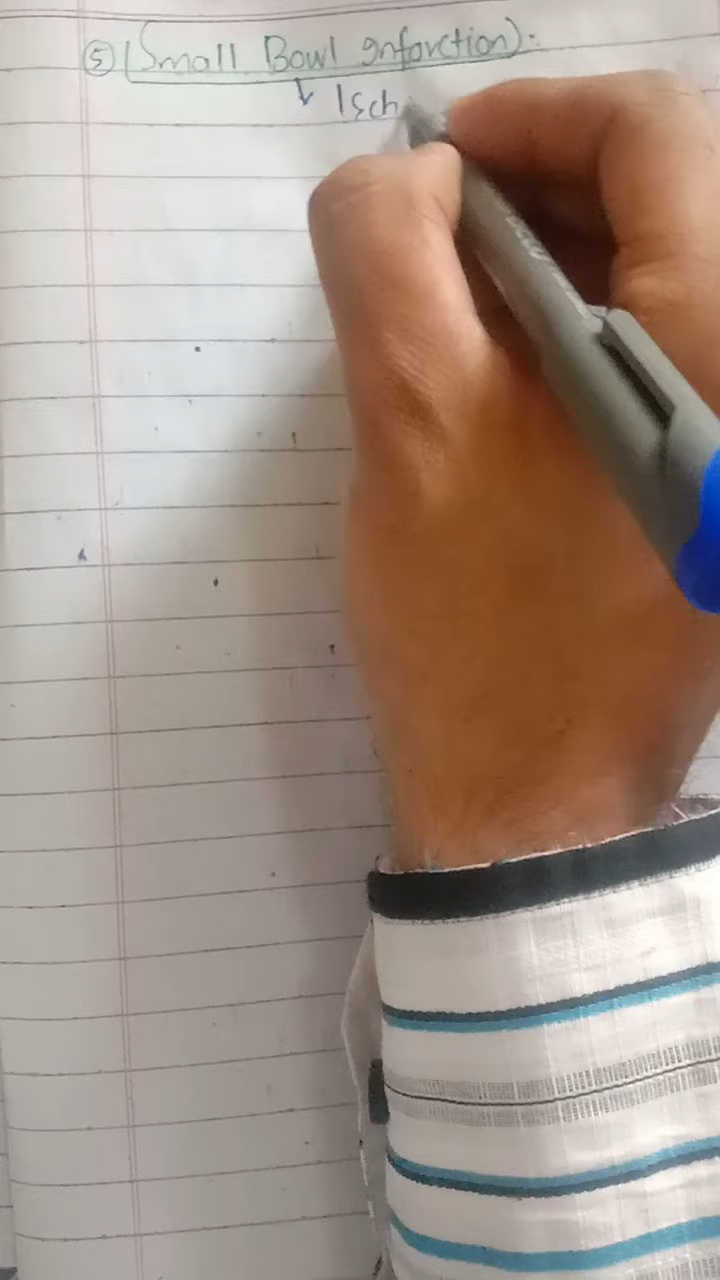 ⑤ (Small Bowl Infarction):
↓ Isch